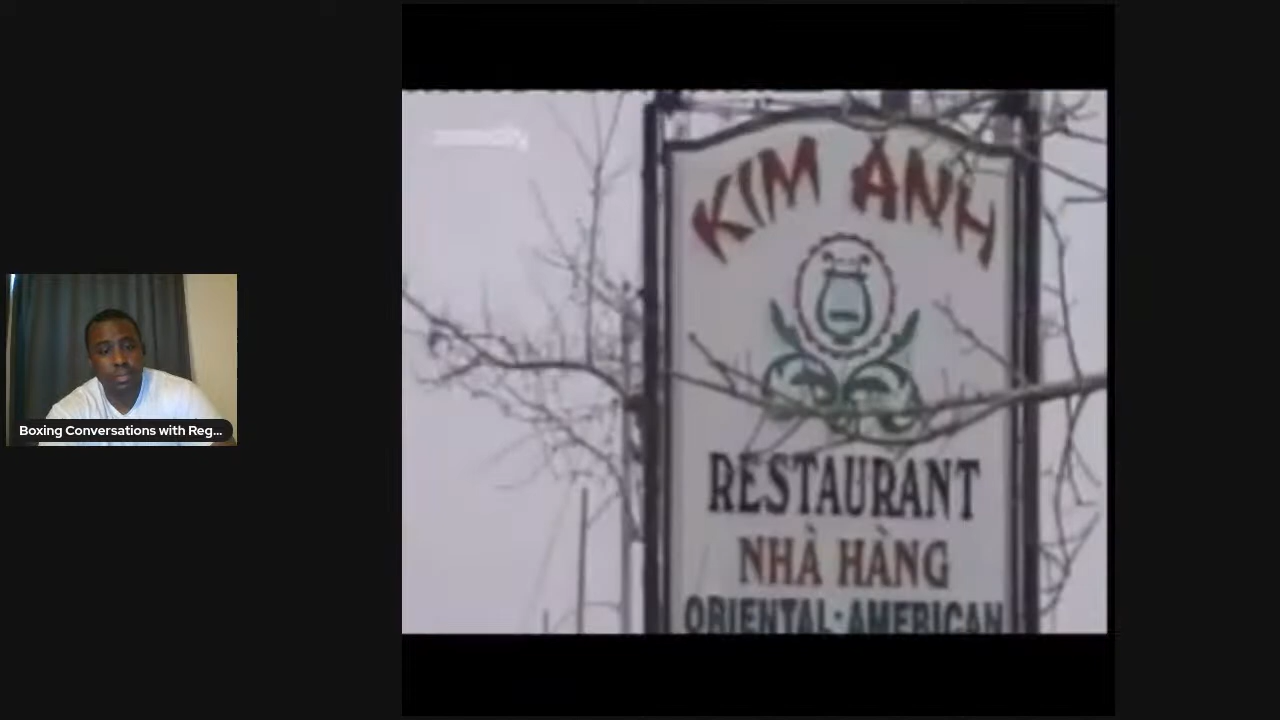 KIM ANH
RESTAURANT
NHÀ HÀNG
ORIENTAL·AMERICAN
Boxing Conversations with Reg...